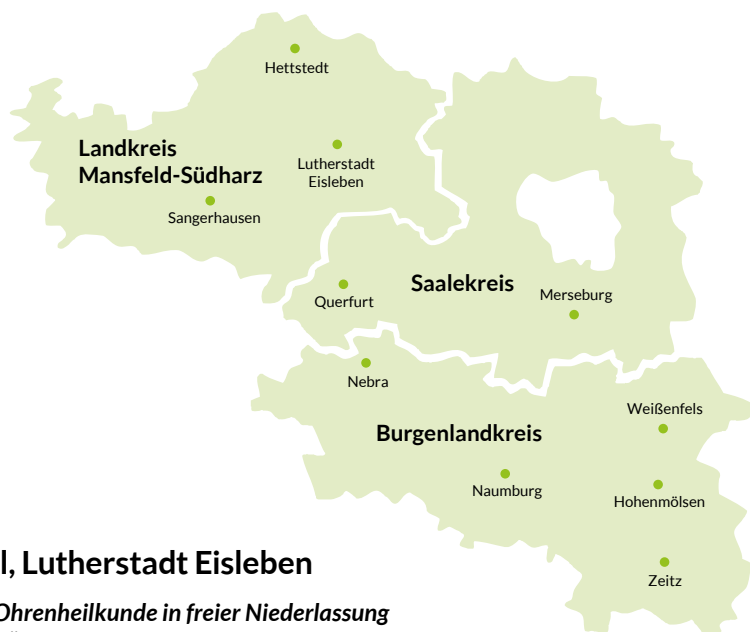 Hettstedt
Landkreis
Mansfeld-Südharz
Lutherstadt
Eisleben
Sangerhausen
Saalekreis
Querfurt
Merseburg
Nebra
Weißenfels
Burgenlandkreis
Naumburg
Hohenmölsen
, Lutherstadt Eisleben
Zeitz
Ohrenheilkunde in freier Niederlassung